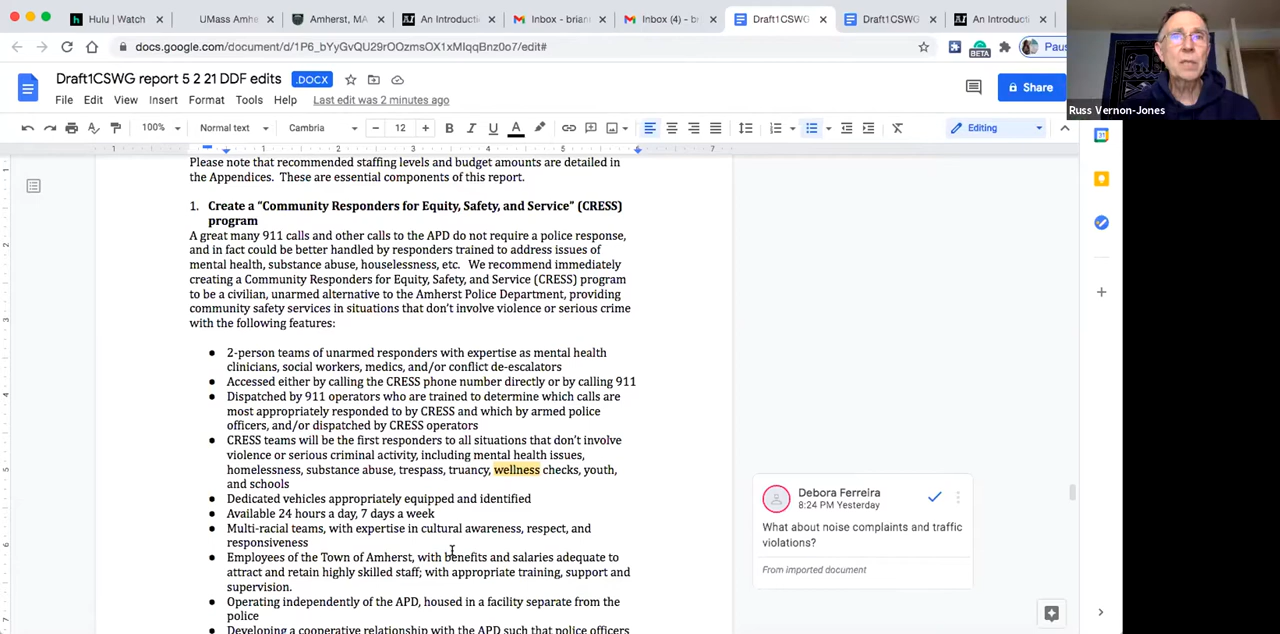 Hulu | Watch
UMass Amhe
Amherst, MA
An Introducti
Inbox - brian
Inbox (4) - br
Draft1CSWG
Draft1CSWG
An Introducti
docs.google.com/document/d/1P6_bYyGvQU29rOOzmsOX1xMIqqBnz0o7/edit#
BETA
Pau
Draft1CSWG report 5 2 21 DDF edits
.DOCX
File Edit View Insert Format Tools Help Last edit was 2 minutes ago
Share
Russ Vernon-Jones
100% Normal text Cambria 12 Editing
Please note that recommended staffing levels and budget amounts are detailed in
the Appendices. These are essential components of this report.
1. Create a “Community Responders for Equity, Safety, and Service” (CRESS)
program
A great many 911 calls and other calls to the APD do not require a police response,
and in fact could be better handled by responders trained to address issues of
mental health, substance abuse, houselessness, etc. We recommend immediately
creating a Community Responders for Equity, Safety, and Service (CRESS) program
to be a civilian, unarmed alternative to the Amherst Police Department, providing
community safety services in situations that don’t involve violence or serious crime
with the following features:
• 2-person teams of unarmed responders with expertise as mental health
clinicians, social workers, medics, and/or conflict de-escalators
• Accessed either by calling the CRESS phone number directly or by calling 911
• Dispatched by 911 operators who are trained to determine which calls are
most appropriately responded to by CRESS and which by armed police
officers, and/or dispatched by CRESS operators
• CRESS teams will be the first responders to all situations that don’t involve
violence or serious criminal activity, including mental health issues,
homelessness, substance abuse, trespass, truancy, wellness checks, youth,
and schools
• Dedicated vehicles appropriately equipped and identified
• Available 24 hours a day, 7 days a week
• Multi-racial teams, with expertise in cultural awareness, respect, and
responsiveness
• Employees of the Town of Amherst, with benefits and salaries adequate to
attract and retain highly skilled staff; with appropriate training, support and
supervision.
• Operating independently of the APD, housed in a facility separate from the
police
• Developing a cooperative relationship with the APD such that police officers
Debora Ferreira
8:24 PM Yesterday
What about noise complaints and traffic
violations?
From imported document